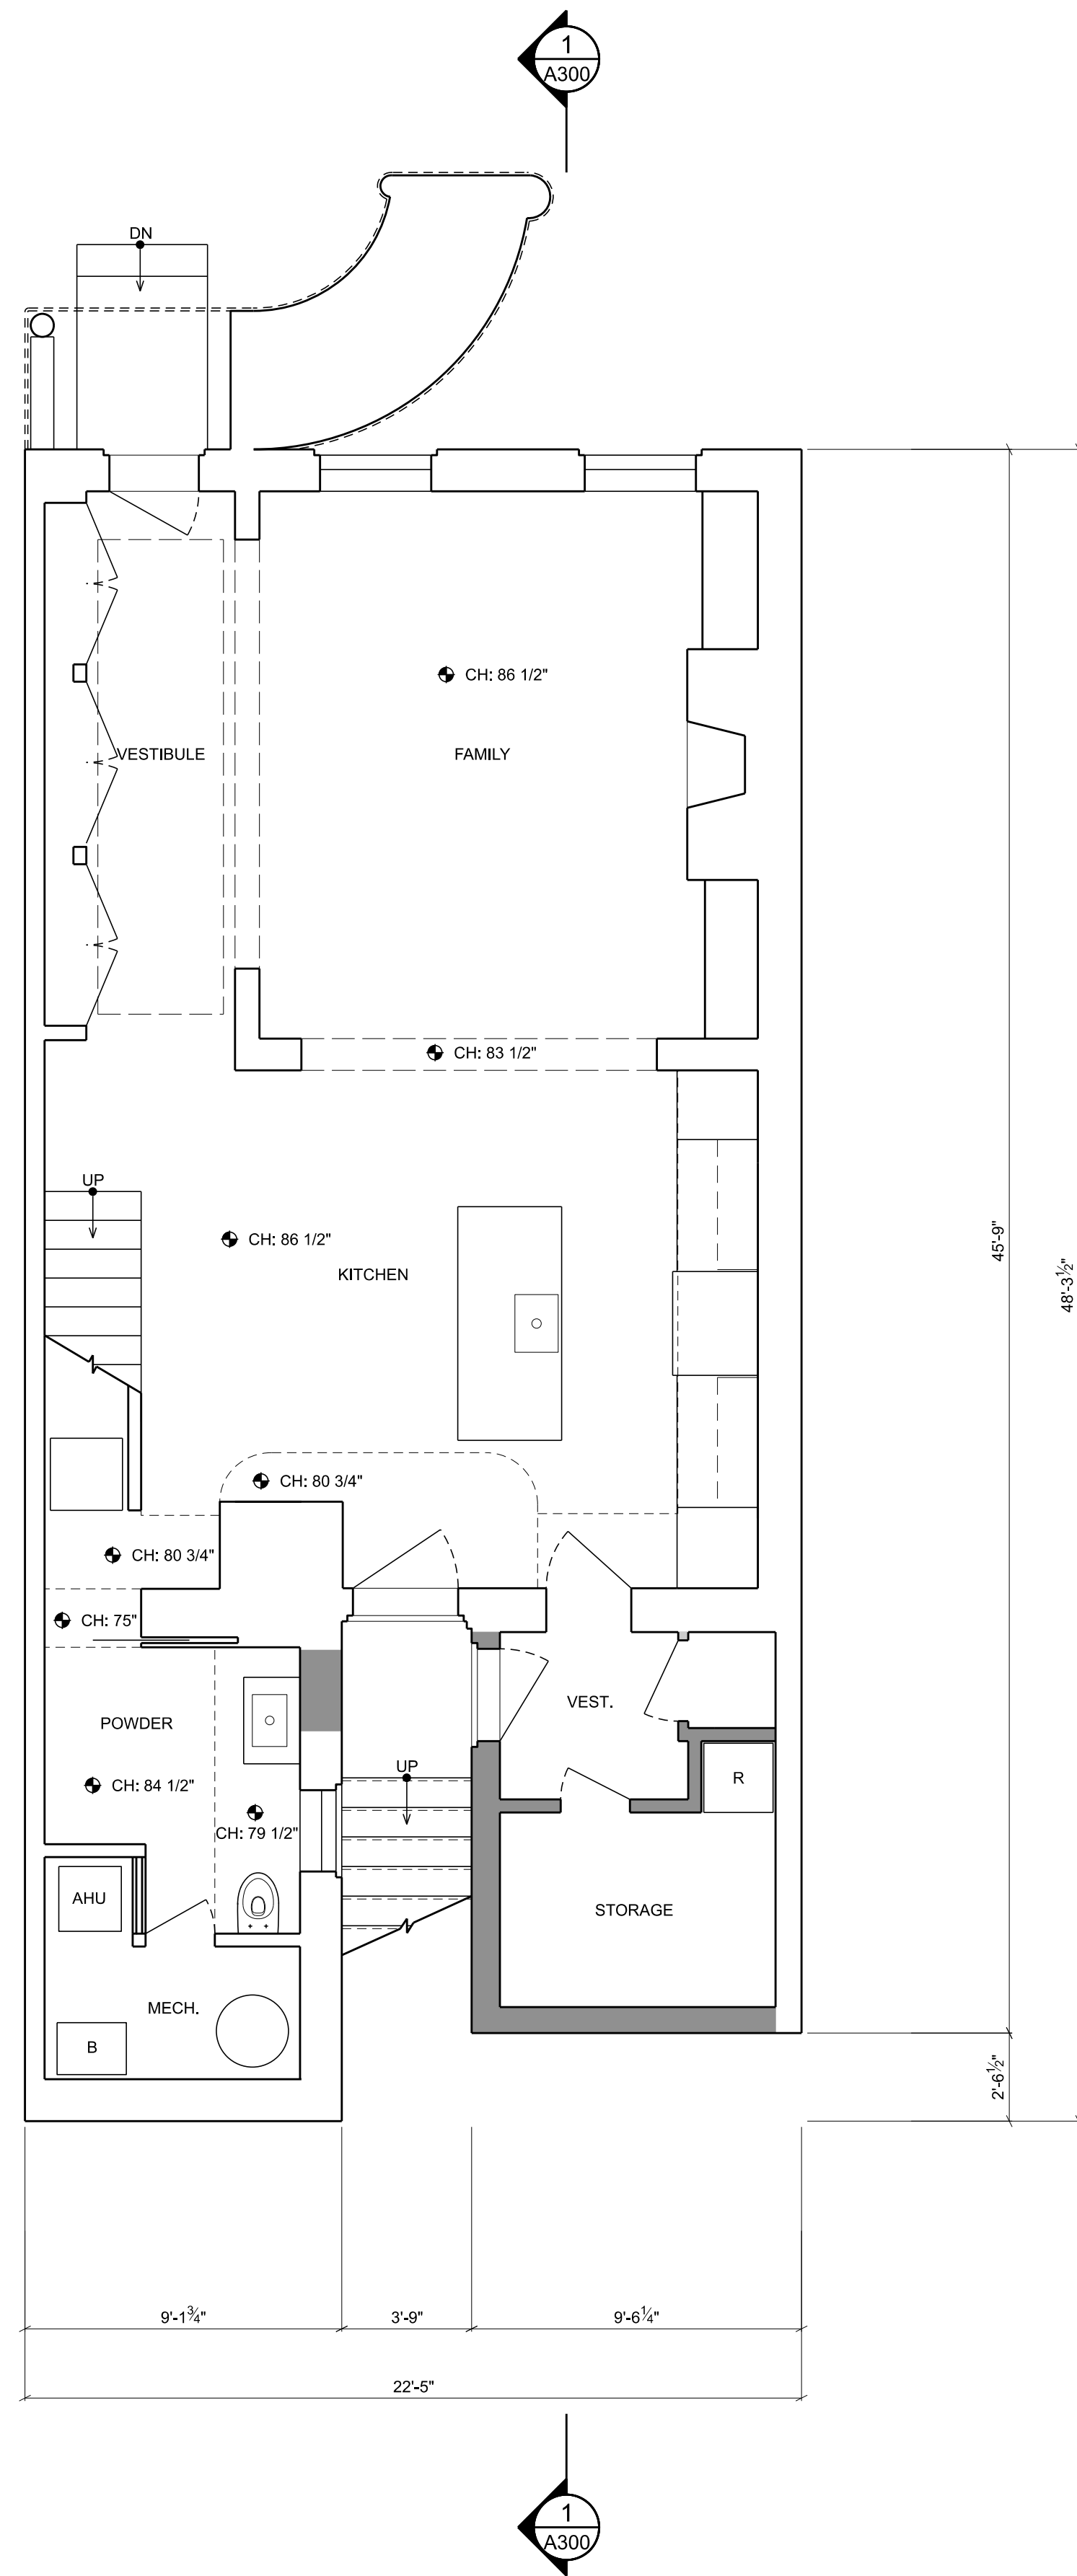 1
A300
DN
CH: 86 1/2"
VESTIBULE
FAMILY
CH: 83 1/2"
UP
CH: 86 1/2"
45'-9"
KITCHEN
48'-3½"
CH: 80 3/4"
CH: 80 3/4"
CH: 75"
VEST.
POWDER
UP
R
CH: 84 1/2"
CH: 79 1/2"
AHU
STORAGE
MECH.
B
2'-6½"
9'-1¾"
3'-9"
9'-6¼"
22'-5"
1
A300